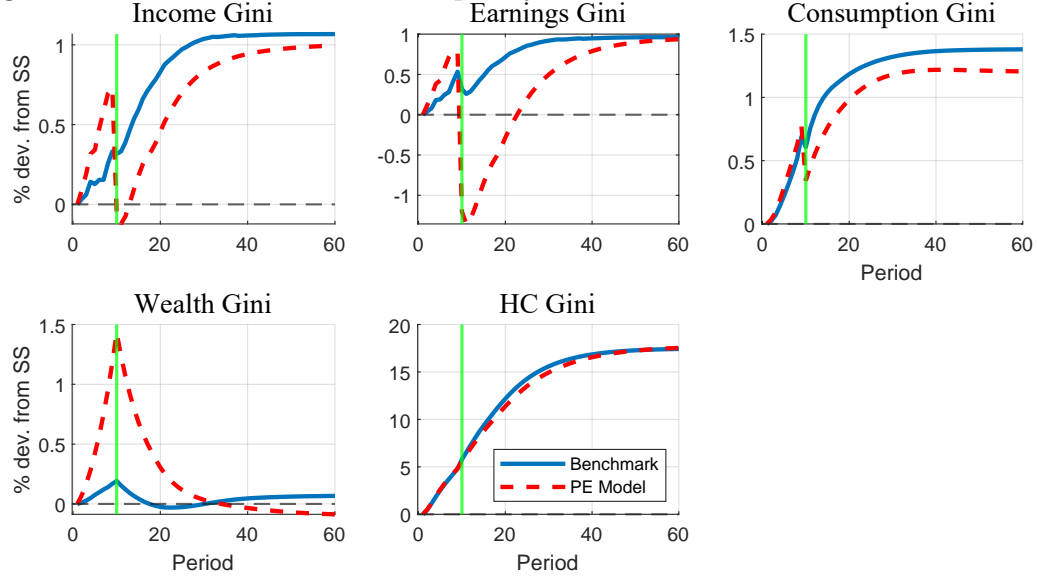 Income Gini
Earnings Gini
Consumption Gini
% dev. from SS
1
0.5
0
0 20 40 60
1
0.5
0
-0.5
-1
0 20 40 60
1.5
1
0.5
0
0 20 40 60
Period
Wealth Gini
HC Gini
% dev. from SS
1.5
1
0.5
0
0 20 40 60
Period
20
15
10
5
0
0 20 40 60
Period
Benchmark
PE Model